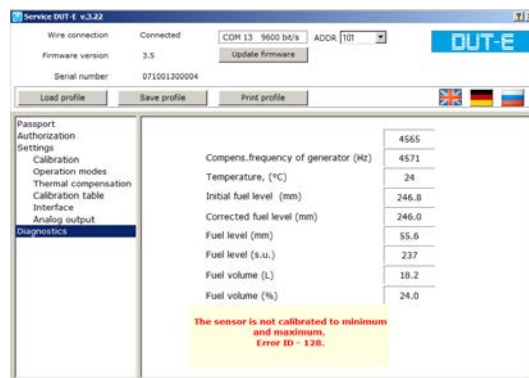 Service DUT-E v.3.22
Wire connection Connected COM 13 9600 bit/s ADDR 101
DUT-E
Firmware version 3.5 Update firmware
Serial number 071001300004
Load profile Save profile Print profile
Passport
Authorization
Settings
Calibration
Operation modes
Thermal compensation
Calibration table
Interface
Analog output
Diagnostics
4565
Compens.frequency of generator (Hz) 4571
Temperature, (°C) 24
Initial fuel level (mm) 246.8
Corrected fuel level (mm) 246.0
Fuel level (mm) 55.6
Fuel level (s.u.) 237
Fuel volume (L) 18.2
Fuel volume (%) 24.0
The sensor is not calibrated to minimum
and maximum.
Error ID - 128.